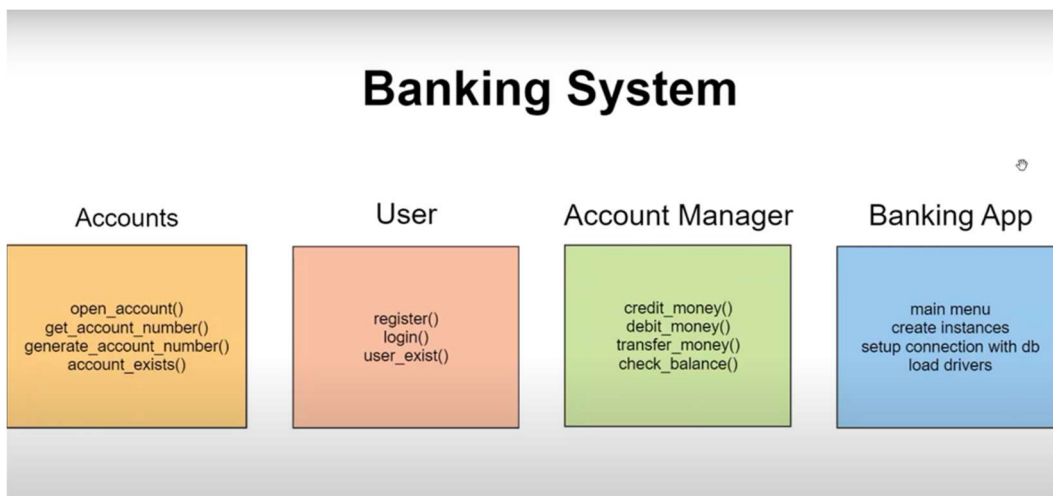 Banking System
Accounts
open_account()
get_account_number()
generate_account_number()
account_exists()
User
register()
login()
user_exist()
Account Manager
credit_money()
debit_money()
transfer_money()
check_balance()
Banking App
main menu
create instances
setup connection with db
load drivers